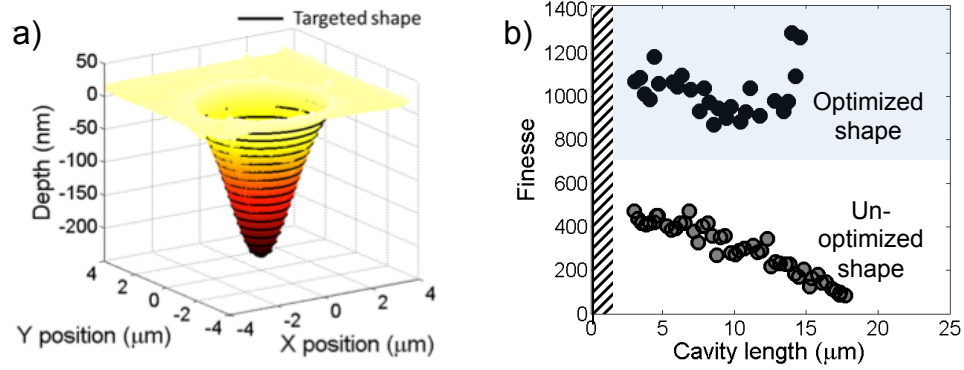 a)
Targeted shape
50
0
-50
-100
-150
-200
Depth (nm)
4
2
0
-2
-4
Y position (μm)
-4
-2
0
2
4
X position (μm)
b)
1400
1200
1000
800
600
400
200
0
Finesse
Optimized
shape
Un-
optimized
shape
0
5
10
15
20
25
Cavity length (μm)